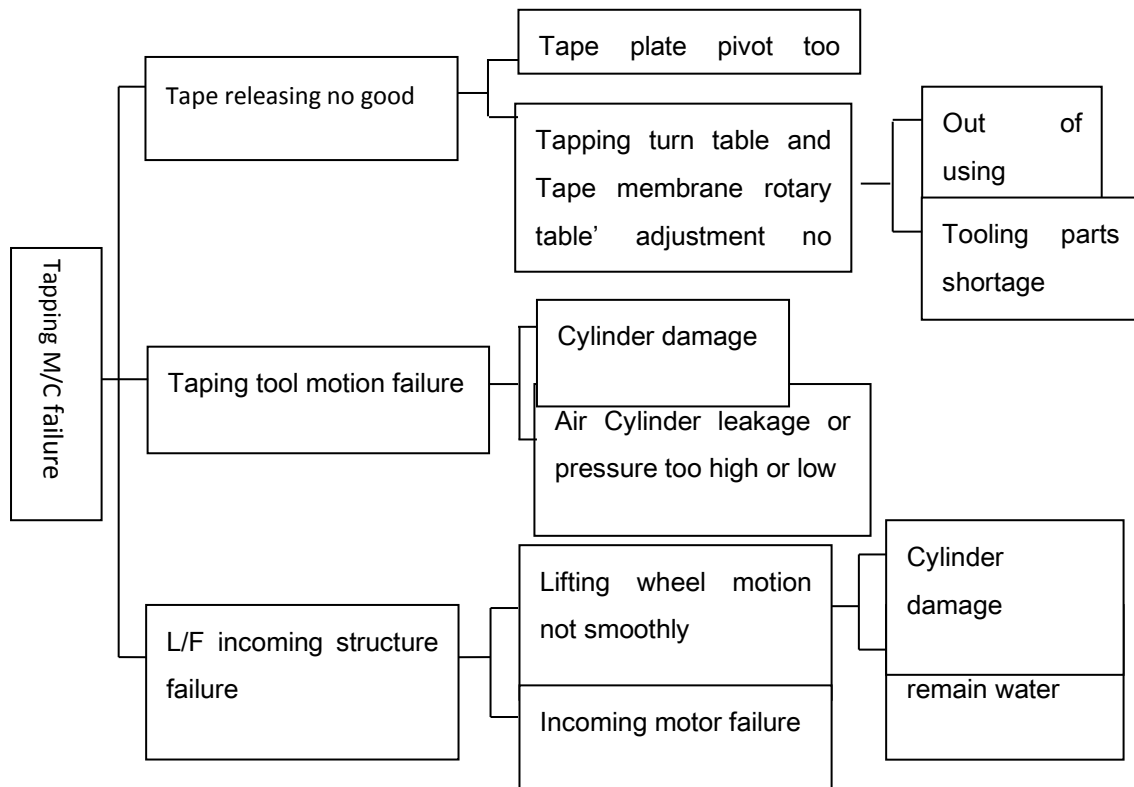 Tape plate pivot too
Tape releasing no good
Tapping turn table and
Tape membrane rotary
table’ adjustment no
Out of
using
Tooling parts
shortage
Tapping M/C failure
Taping tool motion failure
Cylinder damage
Air Cylinder leakage or
pressure too high or low
L/F incoming structure
failure
Lifting wheel motion
not smoothly
Incoming motor failure
Cylinder
damage
remain water